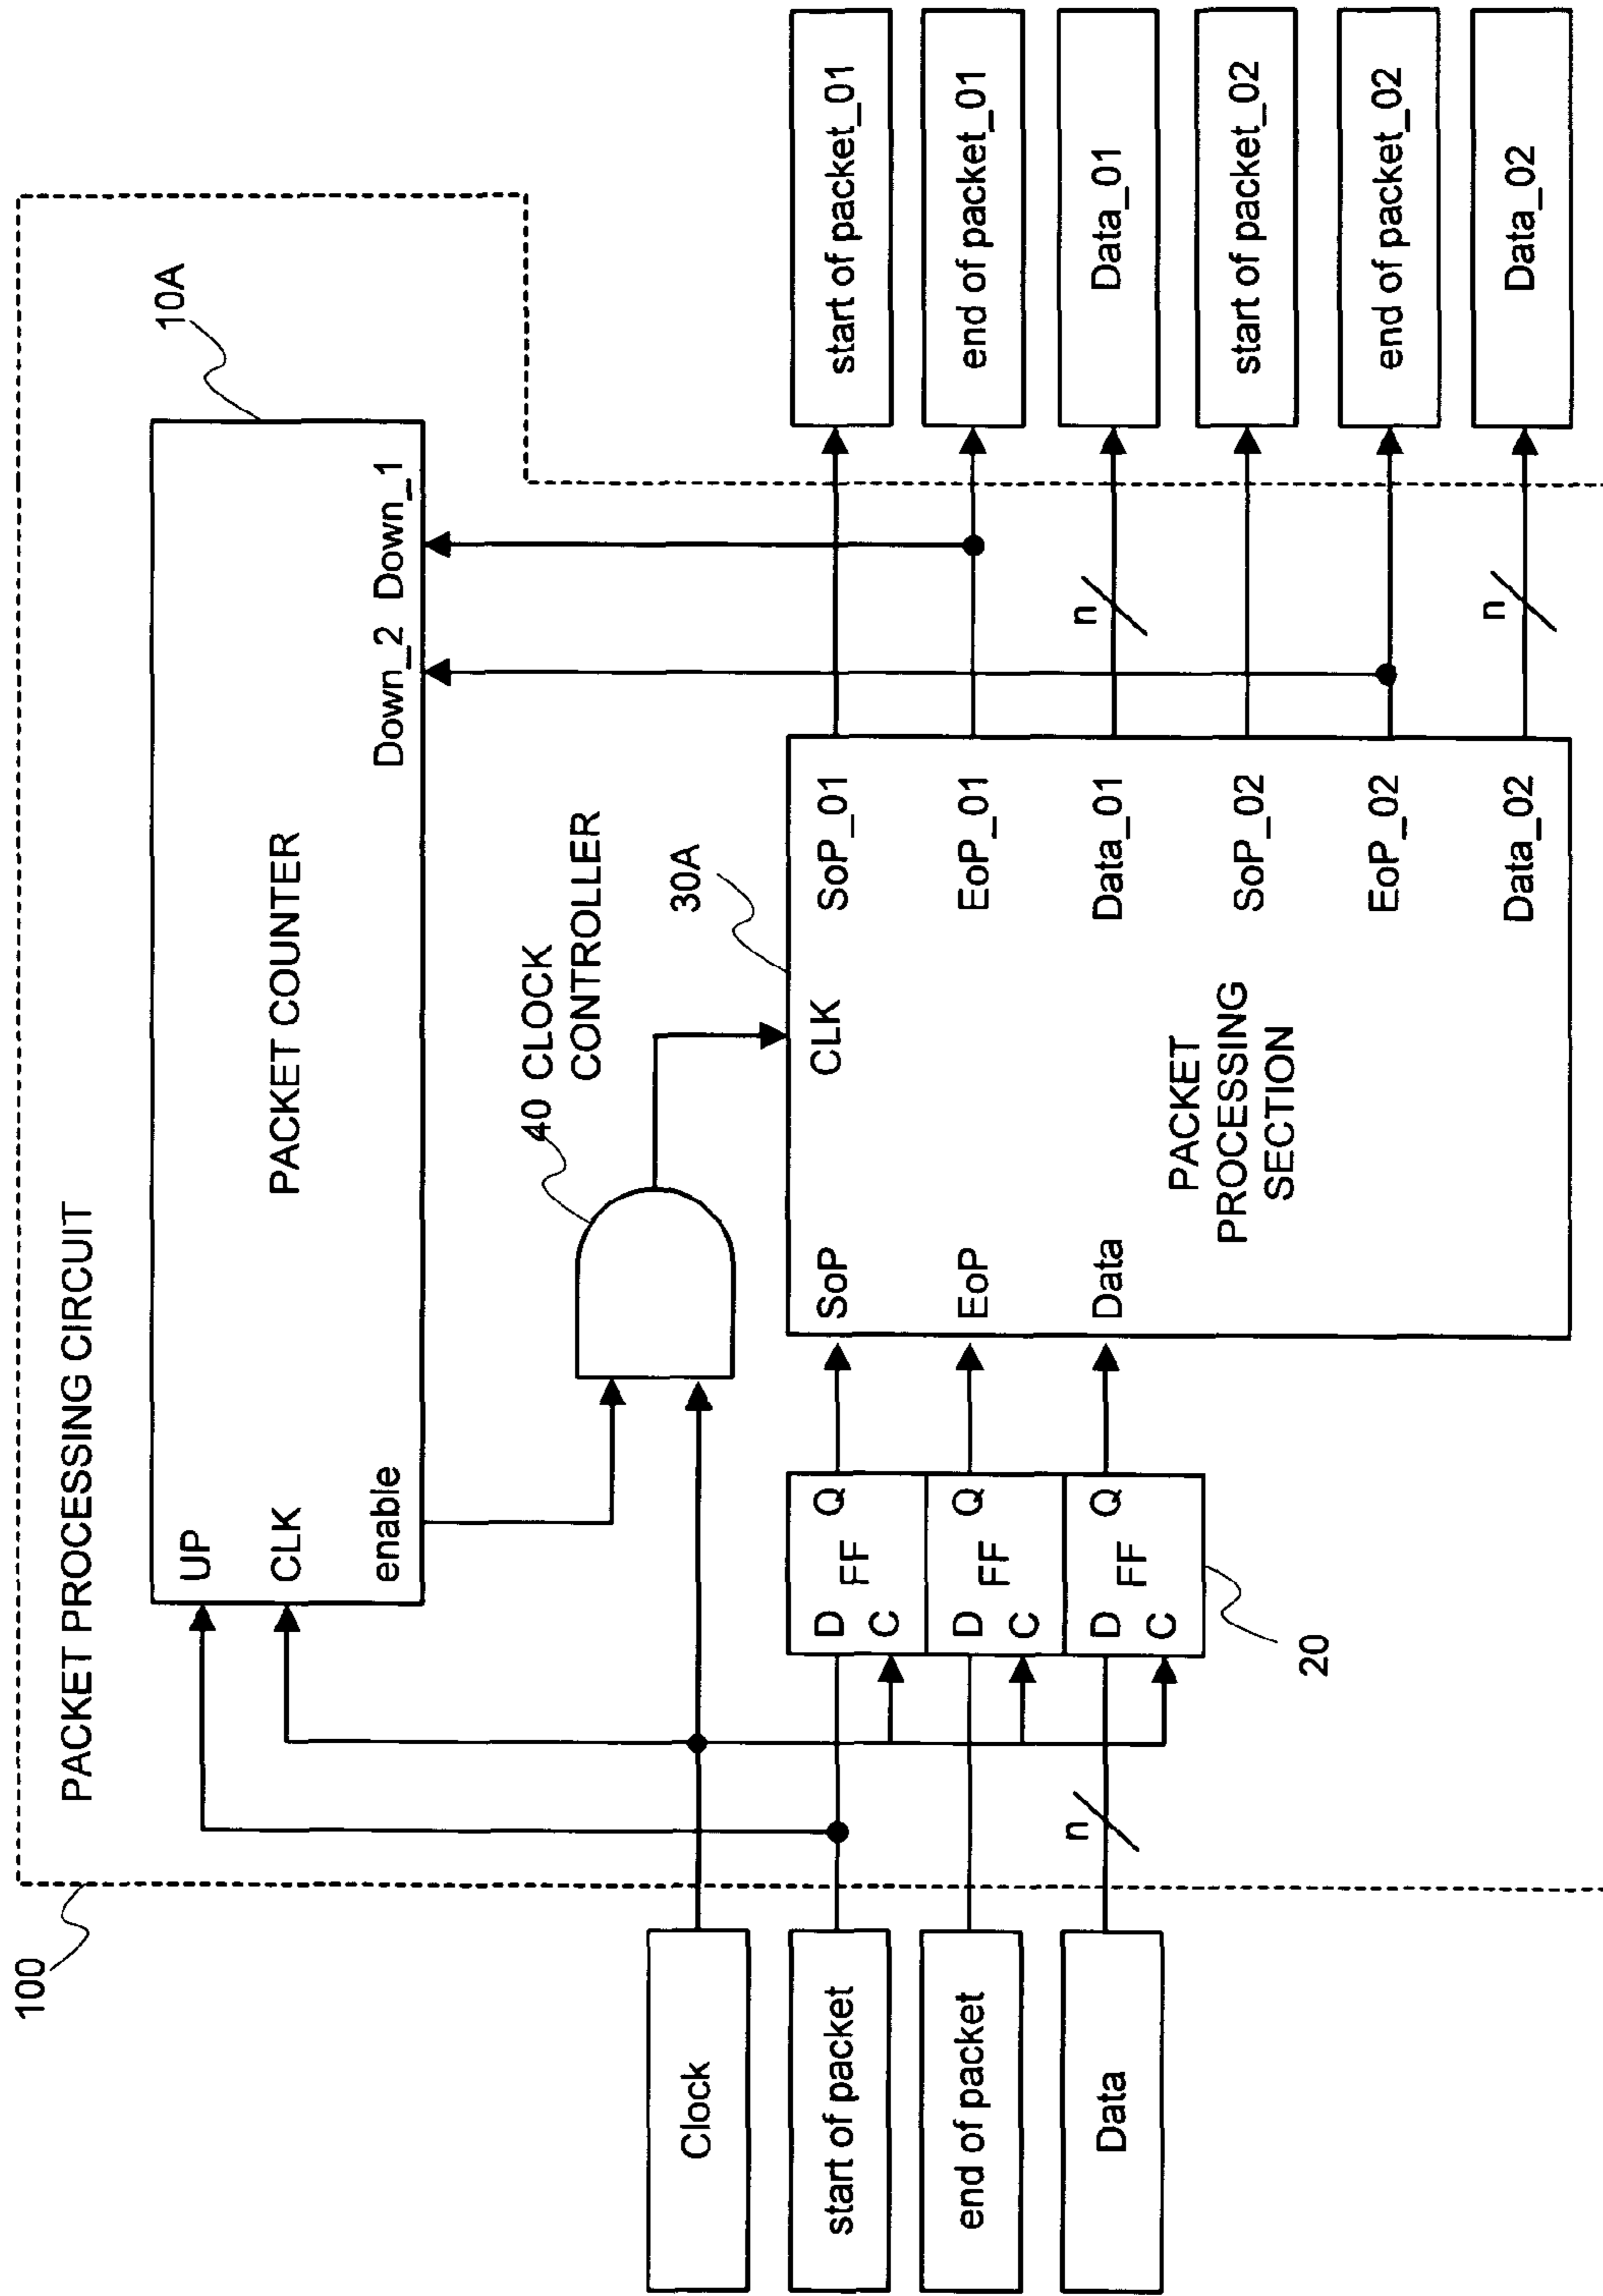 100
PACKET PROCESSING CIRCUIT
10A
UP
CLK
enable
PACKET COUNTER
Down_2
Down_1
40 CLOCK
CONTROLLER
Clock
start of packet
end of packet
Data
n
D
Q
FF
C
D
Q
FF
C
D
Q
FF
C
20
30A
SoP
EoP
Data
CLK
PACKET
PROCESSING
SECTION
SoP_01
EoP_01
Data_01
SoP_02
EoP_02
Data_02
n
n
start of packet_01
end of packet_01
Data_01
start of packet_02
end of packet_02
Data_02